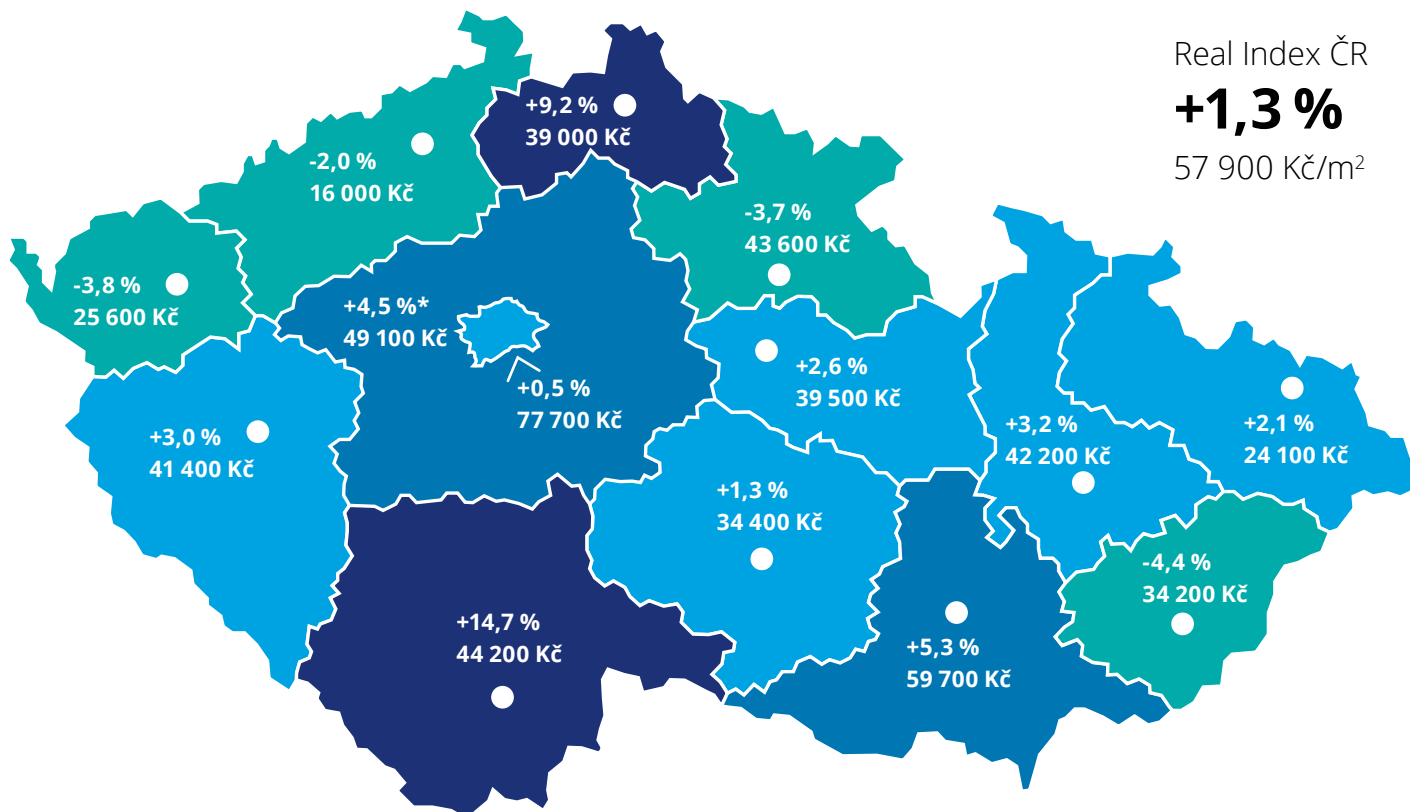 Real Index ČR
+1,3 %
57 900 Kč/m²
+9,2 %
39 000 Kč
-2,0 %
16 000 Kč
-3,7 %
43 600 Kč
-3,8 %
25 600 Kč
+4,5 %*
49 100 Kč
+0,5 %
77 700 Kč
+2,6 %
39 500 Kč
+3,0 %
41 400 Kč
+3,2 %
42 200 Kč
+2,1 %
24 100 Kč
+1,3 %
34 400 Kč
-4,4 %
34 200 Kč
+14,7 %
44 200 Kč
+5,3 %
59 700 Kč